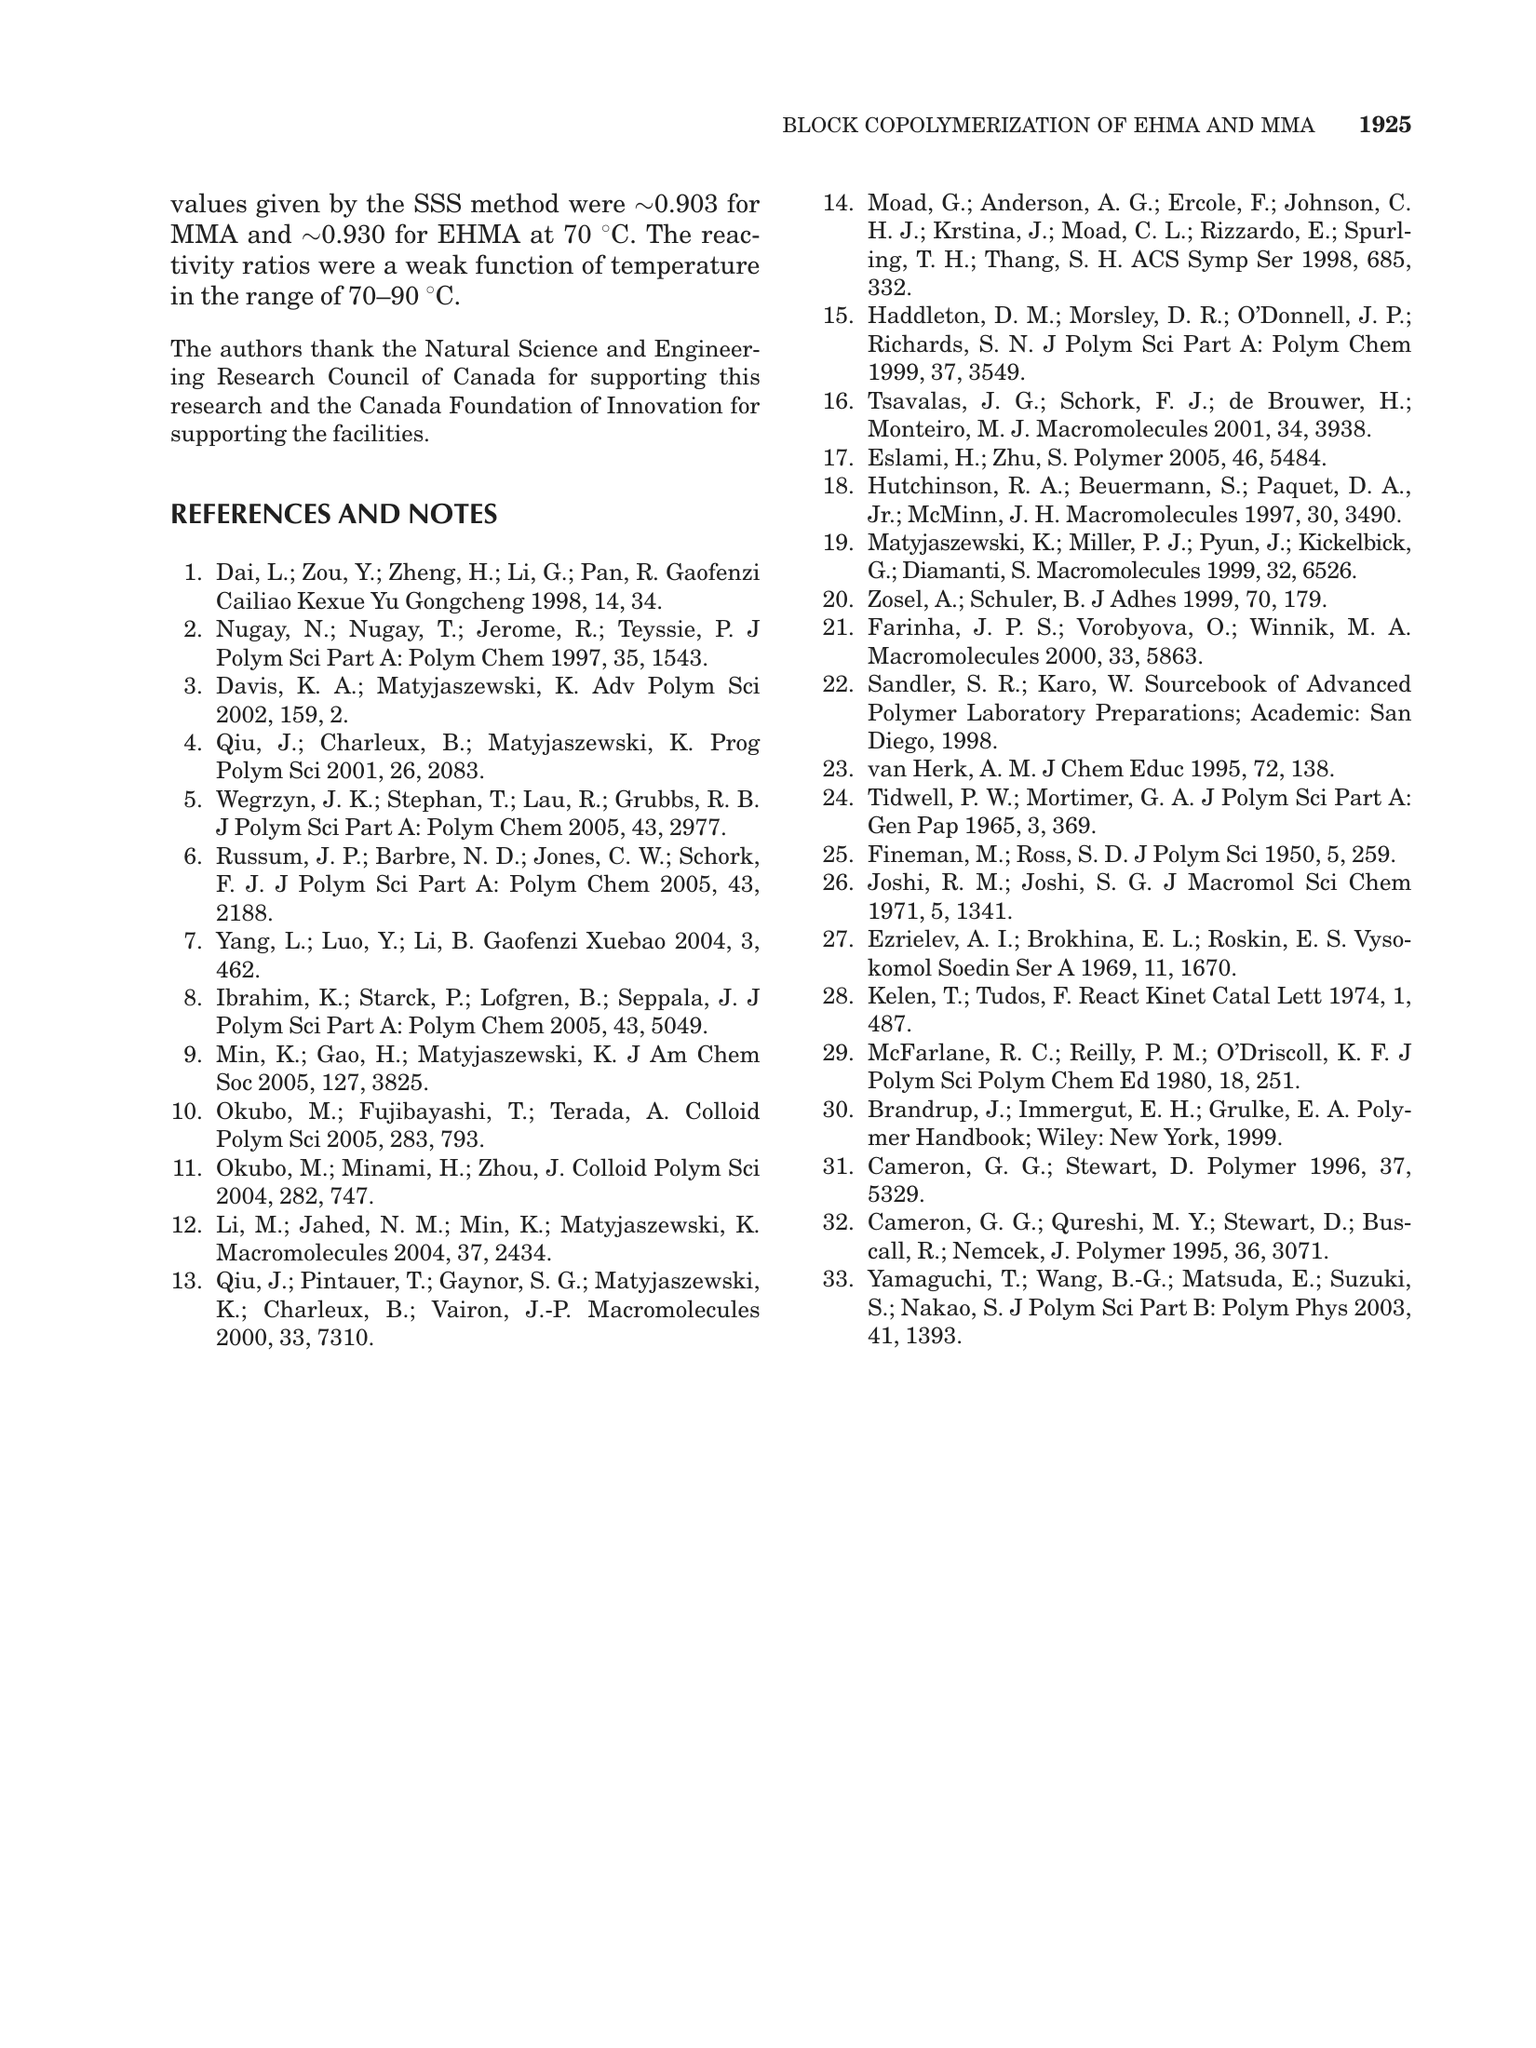 BLOCK COPOLYMERIZATION OF EHMA AND MMA 1925
values given by the SSS method were ~0.903 for
MMA and ~0.930 for EHMA at 70 °C. The reac-
tivity ratios were a weak function of temperature
in the range of 70–90 °C.
The authors thank the Natural Science and Engineer-
ing Research Council of Canada for supporting this
research and the Canada Foundation of Innovation for
supporting the facilities.
REFERENCES AND NOTES
1. Dai, L.; Zou, Y.; Zheng, H.; Li, G.; Pan, R. Gaofenzi
Cailiao Kexue Yu Gongcheng 1998, 14, 34.
2. Nugay, N.; Nugay, T.; Jerome, R.; Teyssie, P. J
Polym Sci Part A: Polym Chem 1997, 35, 1543.
3. Davis, K. A.; Matyjaszewski, K. Adv Polym Sci
2002, 159, 2.
4. Qiu, J.; Charleux, B.; Matyjaszewski, K. Prog
Polym Sci 2001, 26, 2083.
5. Wegrzyn, J. K.; Stephan, T.; Lau, R.; Grubbs, R. B.
J Polym Sci Part A: Polym Chem 2005, 43, 2977.
6. Russum, J. P.; Barbre, N. D.; Jones, C. W.; Schork,
F. J. J Polym Sci Part A: Polym Chem 2005, 43,
2188.
7. Yang, L.; Luo, Y.; Li, B. Gaofenzi Xuebao 2004, 3,
462.
8. Ibrahim, K.; Starck, P.; Lofgren, B.; Seppala, J. J
Polym Sci Part A: Polym Chem 2005, 43, 5049.
9. Min, K.; Gao, H.; Matyjaszewski, K. J Am Chem
Soc 2005, 127, 3825.
10. Okubo, M.; Fujibayashi, T.; Terada, A. Colloid
Polym Sci 2005, 283, 793.
11. Okubo, M.; Minami, H.; Zhou, J. Colloid Polym Sci
2004, 282, 747.
12. Li, M.; Jahed, N. M.; Min, K.; Matyjaszewski, K.
Macromolecules 2004, 37, 2434.
13. Qiu, J.; Pintauer, T.; Gaynor, S. G.; Matyjaszewski,
K.; Charleux, B.; Vairon, J.-P. Macromolecules
2000, 33, 7310.
14. Moad, G.; Anderson, A. G.; Ercole, F.; Johnson, C.
H. J.; Krstina, J.; Moad, C. L.; Rizzardo, E.; Spurl-
ing, T. H.; Thang, S. H. ACS Symp Ser 1998, 685,
332.
15. Haddleton, D. M.; Morsley, D. R.; O’Donnell, J. P.;
Richards, S. N. J Polym Sci Part A: Polym Chem
1999, 37, 3549.
16. Tsavalas, J. G.; Schork, F. J.; de Brouwer, H.;
Monteiro, M. J. Macromolecules 2001, 34, 3938.
17. Eslami, H.; Zhu, S. Polymer 2005, 46, 5484.
18. Hutchinson, R. A.; Beuermann, S.; Paquet, D. A.,
Jr.; McMinn, J. H. Macromolecules 1997, 30, 3490.
19. Matyjaszewski, K.; Miller, P. J.; Pyun, J.; Kickelbick,
G.; Diamanti, S. Macromolecules 1999, 32, 6526.
20. Zosel, A.; Schuler, B. J Adhes 1999, 70, 179.
21. Farinha, J. P. S.; Vorobyova, O.; Winnik, M. A.
Macromolecules 2000, 33, 5863.
22. Sandler, S. R.; Karo, W. Sourcebook of Advanced
Polymer Laboratory Preparations; Academic: San
Diego, 1998.
23. van Herk, A. M. J Chem Educ 1995, 72, 138.
24. Tidwell, P. W.; Mortimer, G. A. J Polym Sci Part A:
Gen Pap 1965, 3, 369.
25. Fineman, M.; Ross, S. D. J Polym Sci 1950, 5, 259.
26. Joshi, R. M.; Joshi, S. G. J Macromol Sci Chem
1971, 5, 1341.
27. Ezrielev, A. I.; Brokhina, E. L.; Roskin, E. S. Vyso-
komol Soedin Ser A 1969, 11, 1670.
28. Kelen, T.; Tudos, F. React Kinet Catal Lett 1974, 1,
487.
29. McFarlane, R. C.; Reilly, P. M.; O’Driscoll, K. F. J
Polym Sci Polym Chem Ed 1980, 18, 251.
30. Brandrup, J.; Immergut, E. H.; Grulke, E. A. Poly-
mer Handbook; Wiley: New York, 1999.
31. Cameron, G. G.; Stewart, D. Polymer 1996, 37,
5329.
32. Cameron, G. G.; Qureshi, M. Y.; Stewart, D.; Bus-
call, R.; Nemcek, J. Polymer 1995, 36, 3071.
33. Yamaguchi, T.; Wang, B.-G.; Matsuda, E.; Suzuki,
S.; Nakao, S. J Polym Sci Part B: Polym Phys 2003,
41, 1393.